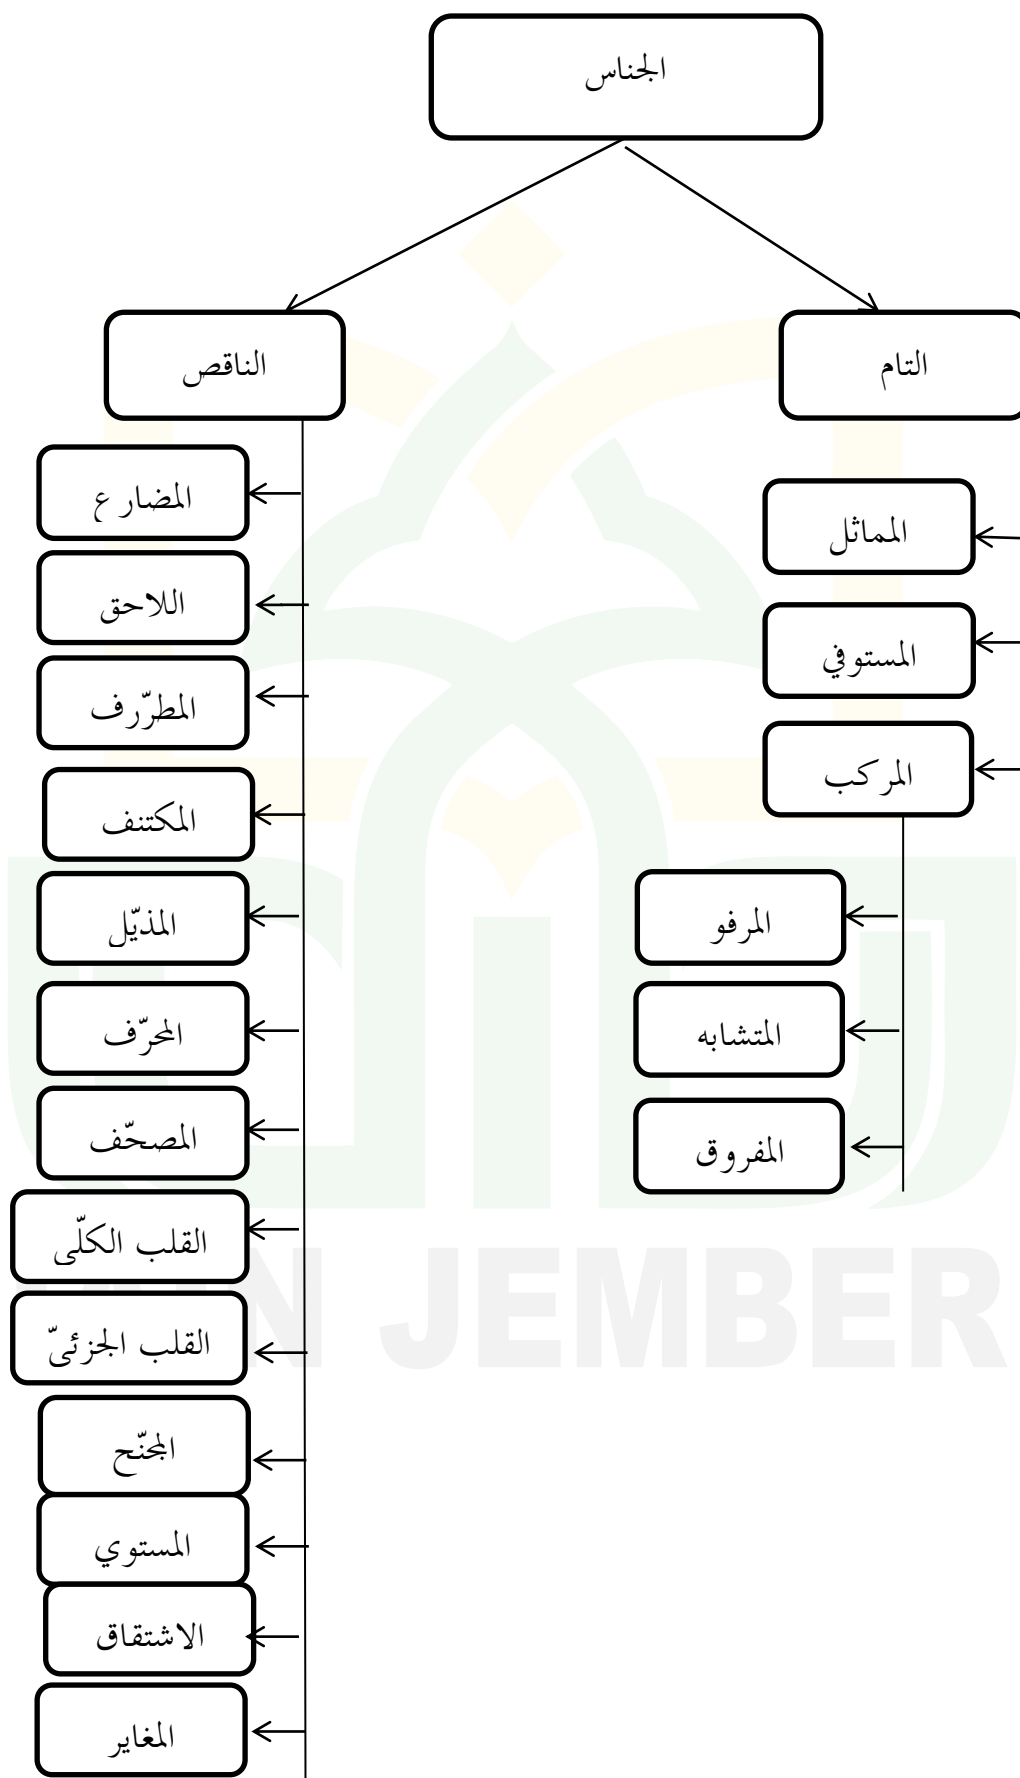 الجناس
التام
الناقص
المماثل
المستوفي
المركب
المرفو
المتشابه
المفروق
المضارع
اللاحق
المطرّرف
المكتنف
المذيّل
المحرّف
المصحّف
القلب الكلّى
القلب الجزئىّ
المجنّح
المستوي
الاشتقاق
المغاير
N JEMBER